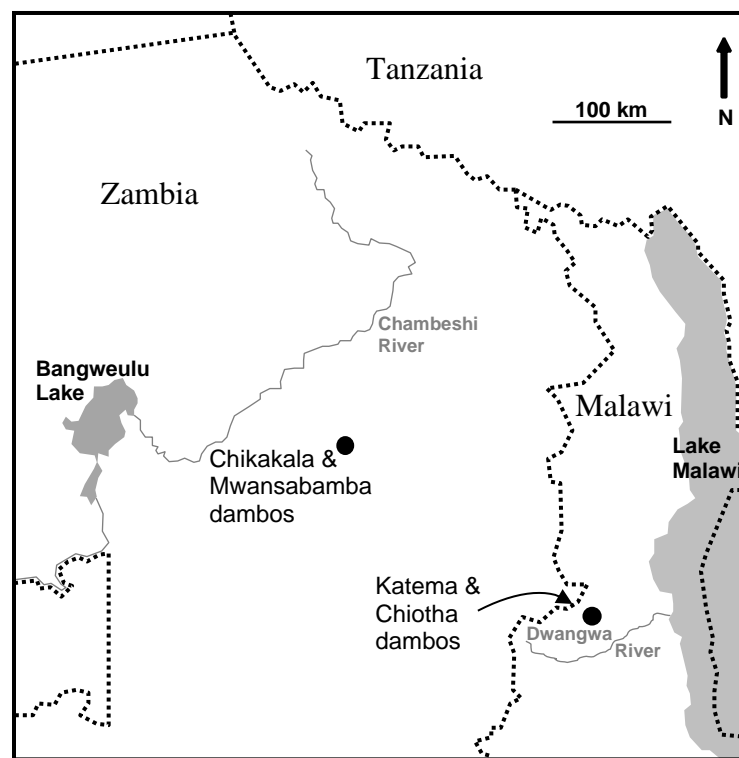 Tanzania
100 km
N
Zambia
Chambeshi
River
Bangweulu
Lake
Malawi
Lake
Malawi
Chikakala &
Mwansabamba
dambos
Katema &
Chiotha
dambos
Dwangwa
River